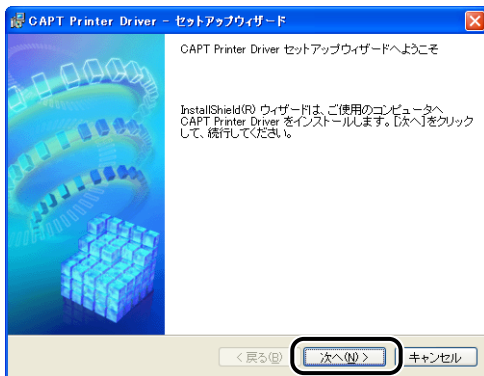 CAPT Printer Driver - セットアップウィザード
CAPT Printer Driver セットアップウィザードへようこそ
InstallShield(R) ウィザードは、ご使用のコンピュータへ
CAPT Printer Driver をインストールします。[次へ]をクリック
して、続行してください。
< 戻る(B)
次へ(N) >
キャンセル